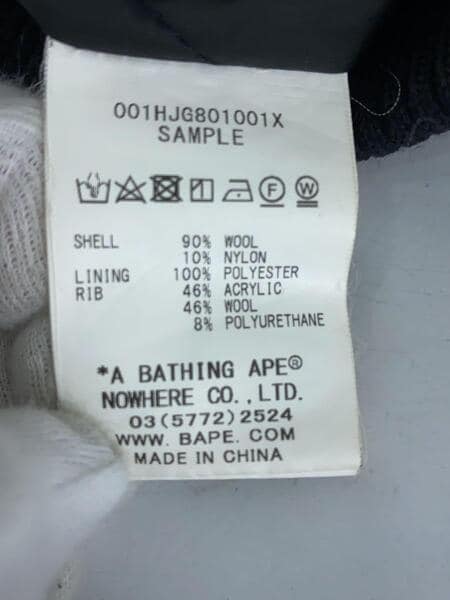 001HJG801001X
SAMPLE
F W
SHELL 90% WOOL
10% NYLON
LINING 100% POLYESTER
RIB 46% ACRYLIC
46% WOOL
8% POLYURETHANE
*A BATHING APE®
NOWHERE CO.,LTD.
03(5772)2524
WWW. BAPE. COM
MADE IN CHINA